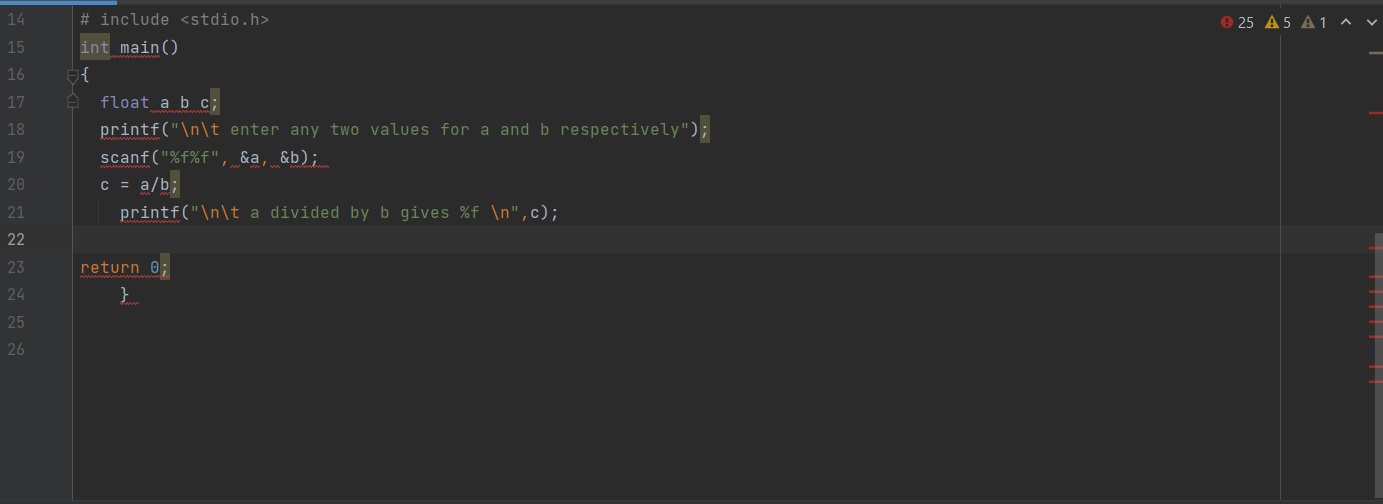 14 # include <stdio.h>
25 5 1
15 int main()
16 {
17 float a b c;
18 printf("\n\t enter any two values for a and b respectively");
19 scanf("%f%f", &a, &b);
20 c = a/b;
21 printf("\n\t a divided by b gives %f \n",c);
22
23 return 0;
24 }
25
26